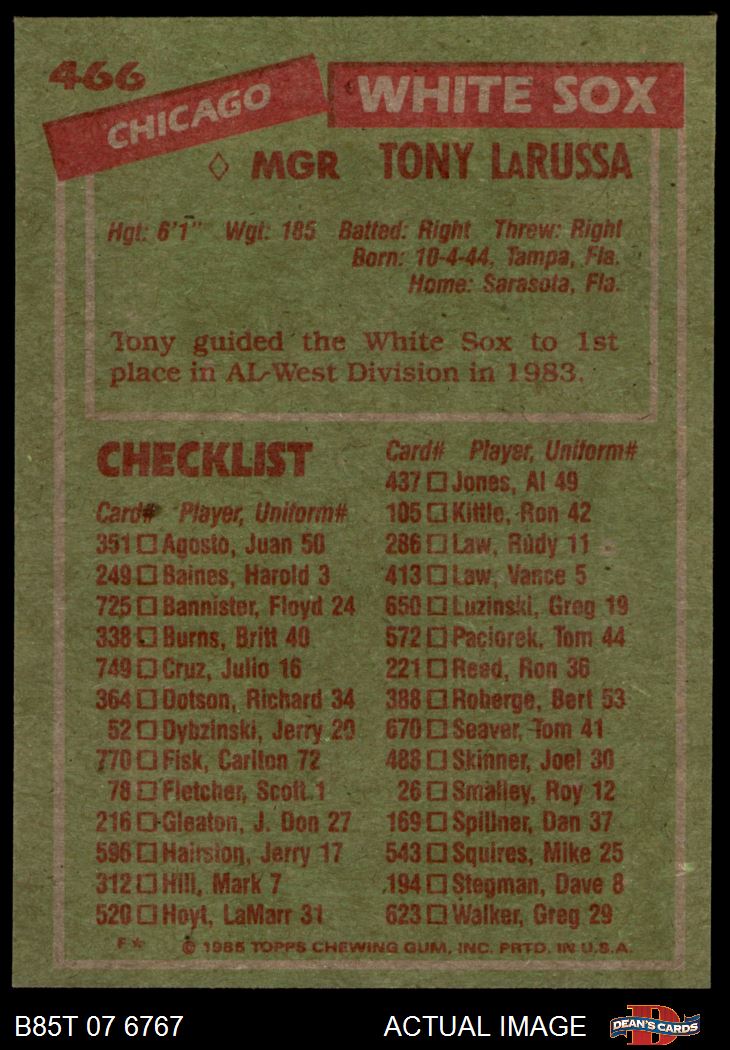 466
CHICAGO WHITE SOX
MGR TONY LaRUSSA
Hgt: 6'1" Wgt: 185 Batted: Right Threw: Right
Born: 10-4-44, Tampa, Fla.
Home: Sarasota, Fla.
Tony guided the White Sox to 1st
place in AL-West Division in 1983.
CHECKLIST
Card# Player, Uniform#
351 Agosto, Juan 50
249 Baines, Harold 3
725 Bannister, Floyd 24
338 Burns, Britt 40
749 Cruz, Julio 16
364 Dotson, Richard 34
52 Dybzinski, Jerry 20
770 Fisk, Carlton 72
78 Fletcher, Scott 1
216 Gleaton, J. Don 27
596 Hairston, Jerry 17
312 Hill, Mark 7
520 Hoyt, LaMarr 31
Card# Player, Uniform#
437 Jones, Al 49
105 Kittle, Ron 42
286 Law, Rudy 11
413 Law, Vance 5
650 Luzinski, Greg 19
572 Paciorek, Tom 44
221 Reed, Ron 36
388 Roberge, Bert 53
670 Seaver, Tom 41
488 Skinner, Joel 30
26 Smalley, Roy 12
169 Spillner, Dan 37
543 Squires, Mike 25
194 Stegman, Dave 8
623 Walker, Greg 29
F* © 1985 TOPPS CHEWING GUM, INC. PRTD. IN U.S.A.
B85T 07 6767 ACTUAL IMAGE
DEAN'S CARDS